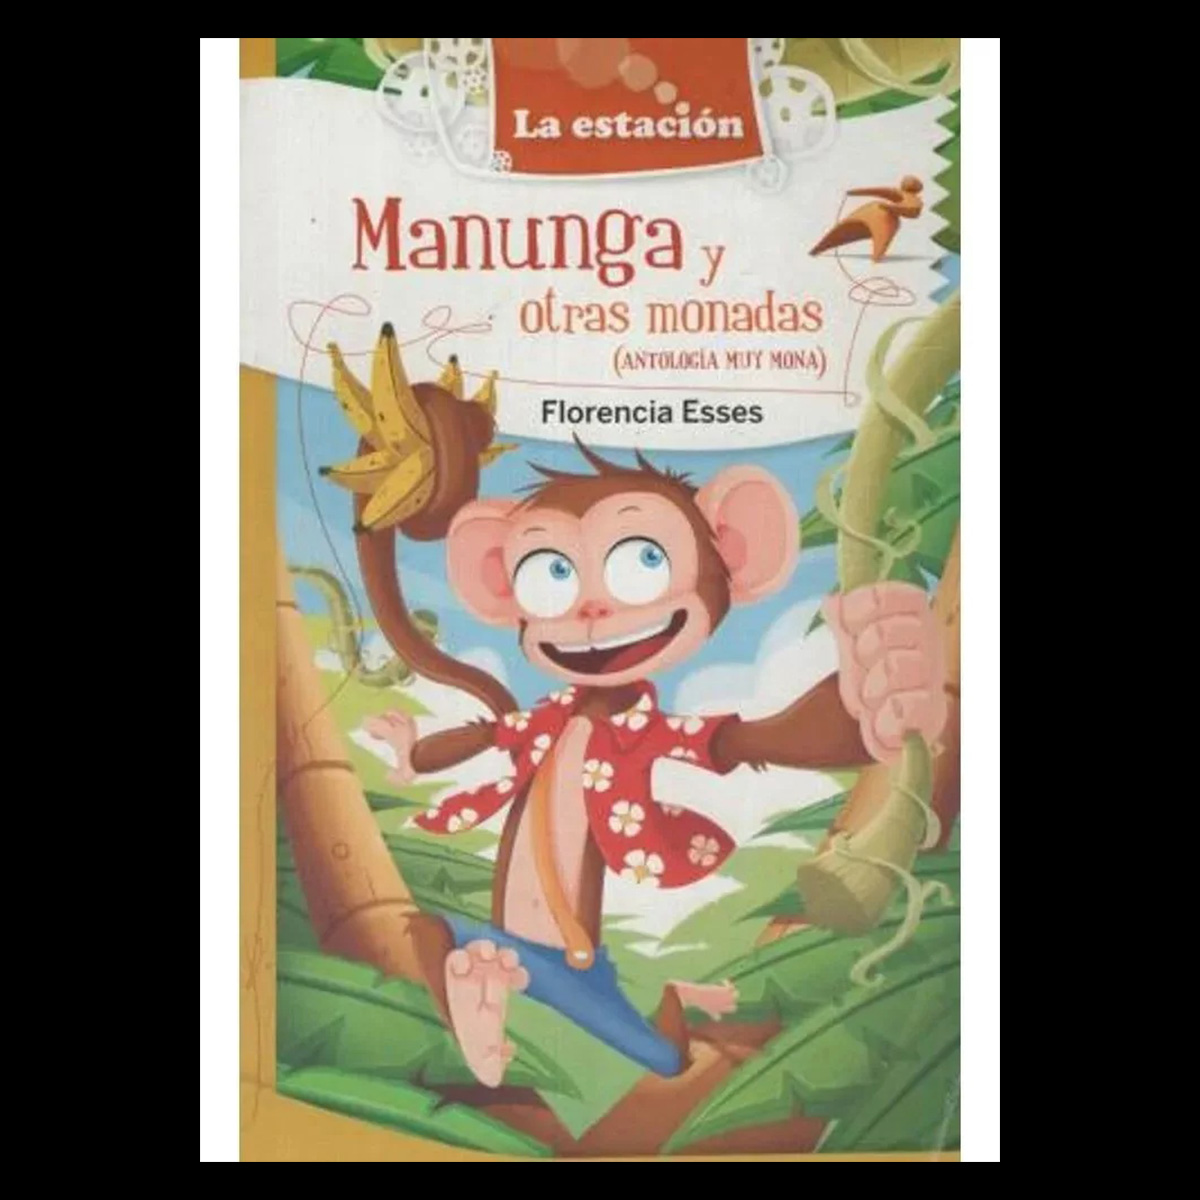 La estación
Manunga y
otras monadas
(ANTOLOGÍA MUY MONA)
Florencia Esses